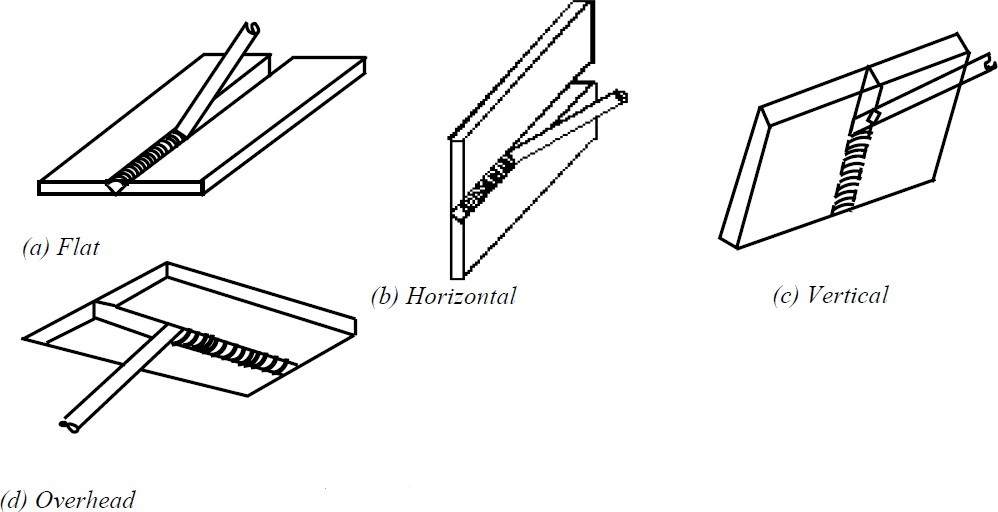 (a) Flat
(b) Horizontal
(c) Vertical
(d) Overhead